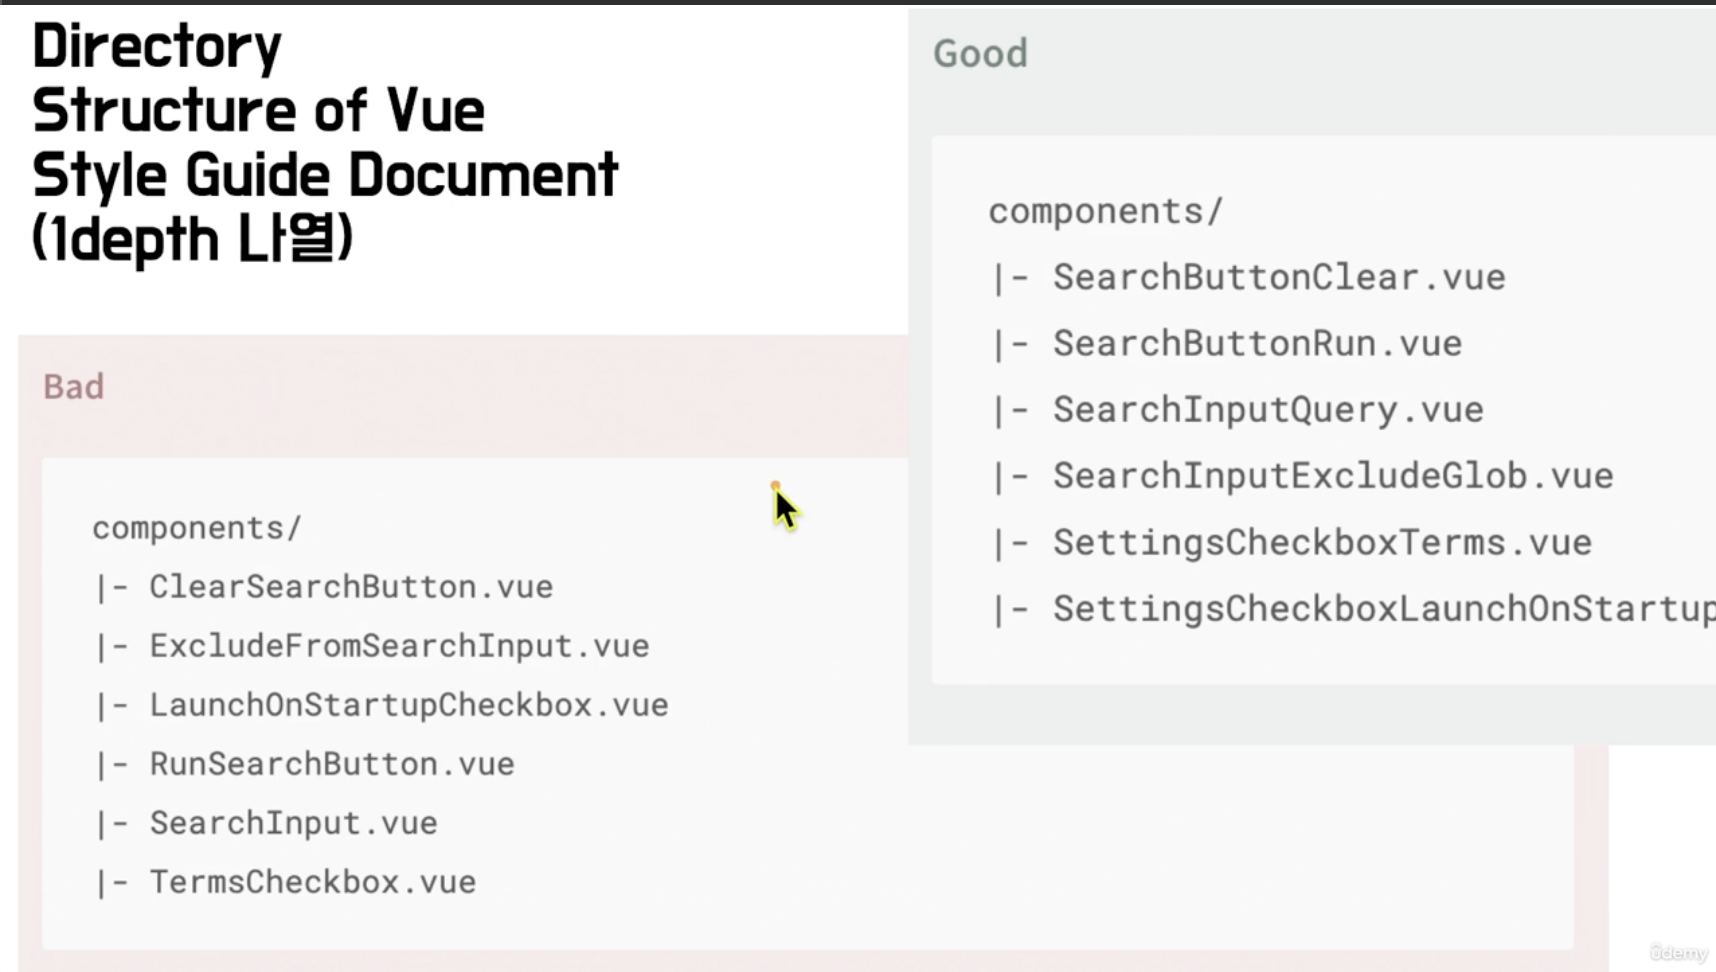 Directory
Structure of Vue
Style Guide Document
(1depth 나열)
Bad
components/
|- ClearSearchButton.vue
|- ExcludeFromSearchInput.vue
|- LaunchOnStartupCheckbox.vue
|- RunSearchButton.vue
|- SearchInput.vue
|- TermsCheckbox.vue
Good
components/
|- SearchButtonClear.vue
|- SearchButtonRun.vue
|- SearchInputQuery.vue
|- SearchInputExcludeGlob.vue
|- SettingsCheckboxTerms.vue
|- SettingsCheckboxLaunchOnStartup
ûdemy